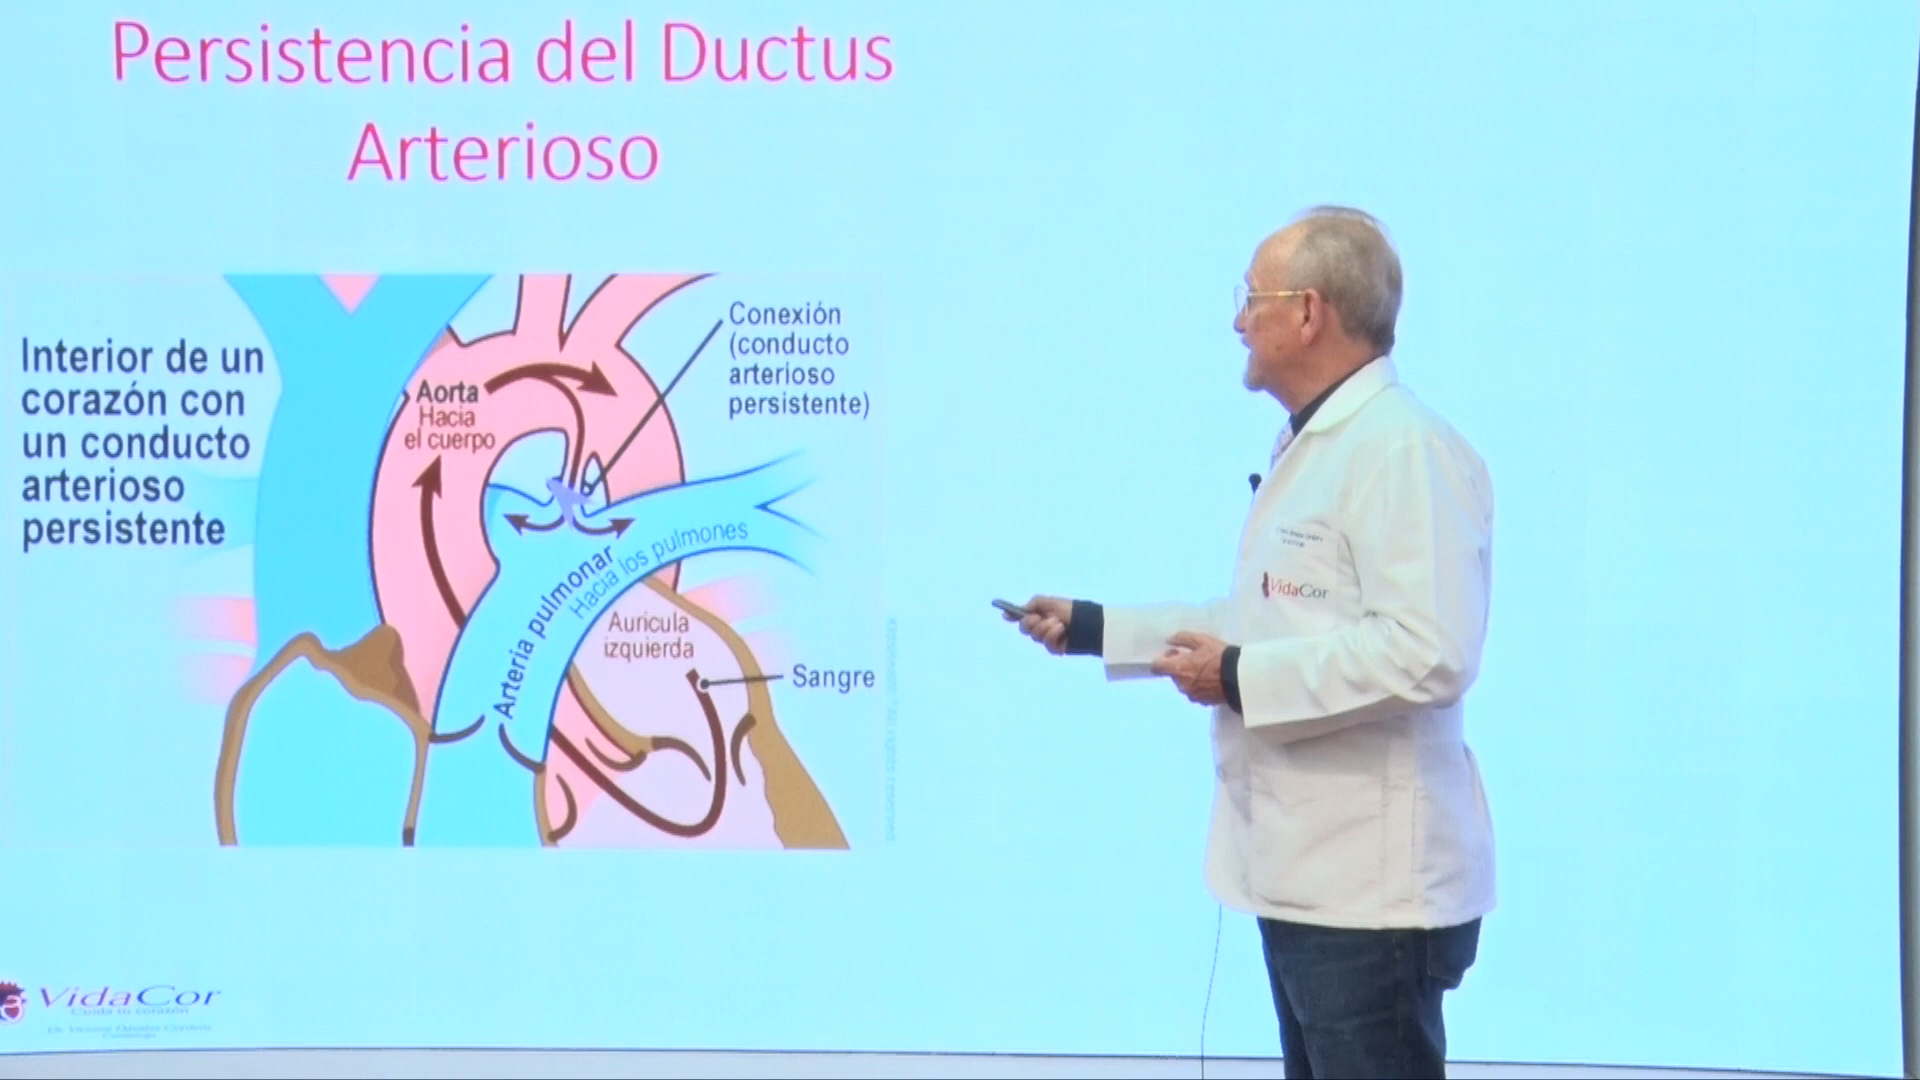 Persistencia del Ductus
Arterioso
Interior de un
corazón con
un conducto
arterioso
persistente
Conexión
(conducto
arterioso
persistente)
Aorta
Hacia
el cuerpo
Arteria pulmonar
Hacia los pulmones
Aurícula
izquierda
Sangre
VidaCor
VidaCor
Cuida tu corazón